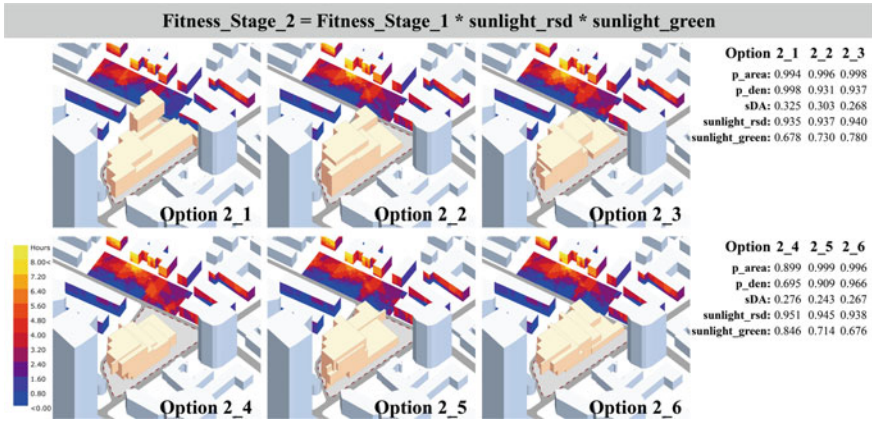 Fitness_Stage_2 = Fitness_Stage_1 * sunlight_rsd * sunlight_green
Option 2_1
Option 2_2
Option 2_3
Option 2_1 2_2 2_3
p_area: 0.994 0.996 0.998
p_den: 0.998 0.931 0.937
sDA: 0.325 0.303 0.268
sunlight_rsd: 0.935 0.937 0.940
sunlight_green: 0.678 0.730 0.780
Hours
8.00<
7.20
6.40
5.60
4.80
4.00
3.20
2.40
1.60
0.80
<0.00
Option 2_4
Option 2_5
Option 2_6
Option 2_4 2_5 2_6
p_area: 0.899 0.999 0.996
p_den: 0.695 0.909 0.966
sDA: 0.276 0.243 0.267
sunlight_rsd: 0.951 0.945 0.938
sunlight_green: 0.846 0.714 0.676